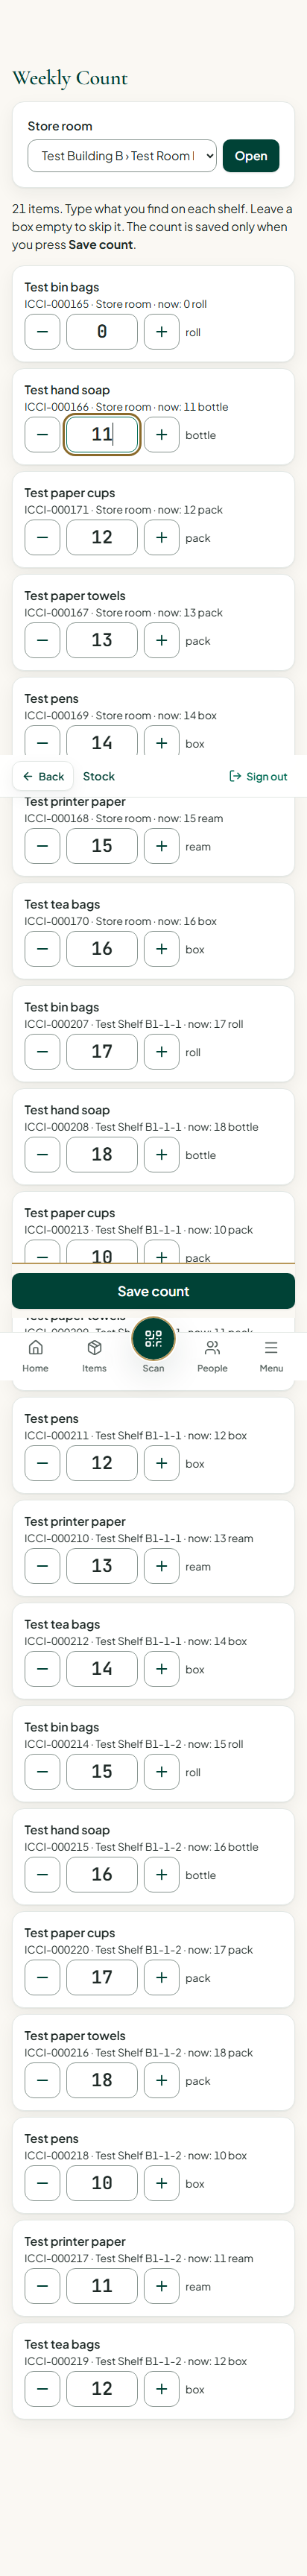 Weekly Count
Store room
Test Building B › Test Room
Open
21 items. Type what you find on each shelf. Leave a
box empty to skip it. The count is saved only when
you press Save count.
Test bin bags
ICCI-000165 · Store room · now: 0 roll
− 0 + roll
Test hand soap
ICCI-000166 · Store room · now: 11 bottle
− 11 + bottle
Test paper cups
ICCI-000171 · Store room · now: 12 pack
− 12 + pack
Test paper towels
ICCI-000167 · Store room · now: 13 pack
− 13 + pack
Test pens
ICCI-000169 · Store room · now: 14 box
− 14 + box
Back Stock Sign out
Test printer paper
ICCI-000168 · Store room · now: 15 ream
− 15 + ream
Test tea bags
ICCI-000170 · Store room · now: 16 box
− 16 + box
Test bin bags
ICCI-000207 · Test Shelf B1-1-1 · now: 17 roll
− 17 + roll
Test hand soap
ICCI-000208 · Test Shelf B1-1-1 · now: 18 bottle
− 18 + bottle
Test paper cups
ICCI-000213 · Test Shelf B1-1-1 · now: 10 pack
− 10 + pack
Save count
Home Items Scan People Menu
Test pens
ICCI-000211 · Test Shelf B1-1-1 · now: 12 box
− 12 + box
Test printer paper
ICCI-000210 · Test Shelf B1-1-1 · now: 13 ream
− 13 + ream
Test tea bags
ICCI-000212 · Test Shelf B1-1-1 · now: 14 box
− 14 + box
Test bin bags
ICCI-000214 · Test Shelf B1-1-2 · now: 15 roll
− 15 + roll
Test hand soap
ICCI-000215 · Test Shelf B1-1-2 · now: 16 bottle
− 16 + bottle
Test paper cups
ICCI-000220 · Test Shelf B1-1-2 · now: 17 pack
− 17 + pack
Test paper towels
ICCI-000216 · Test Shelf B1-1-2 · now: 18 pack
− 18 + pack
Test pens
ICCI-000218 · Test Shelf B1-1-2 · now: 10 box
− 10 + box
Test printer paper
ICCI-000217 · Test Shelf B1-1-2 · now: 11 ream
− 11 + ream
Test tea bags
ICCI-000219 · Test Shelf B1-1-2 · now: 12 box
− 12 + box